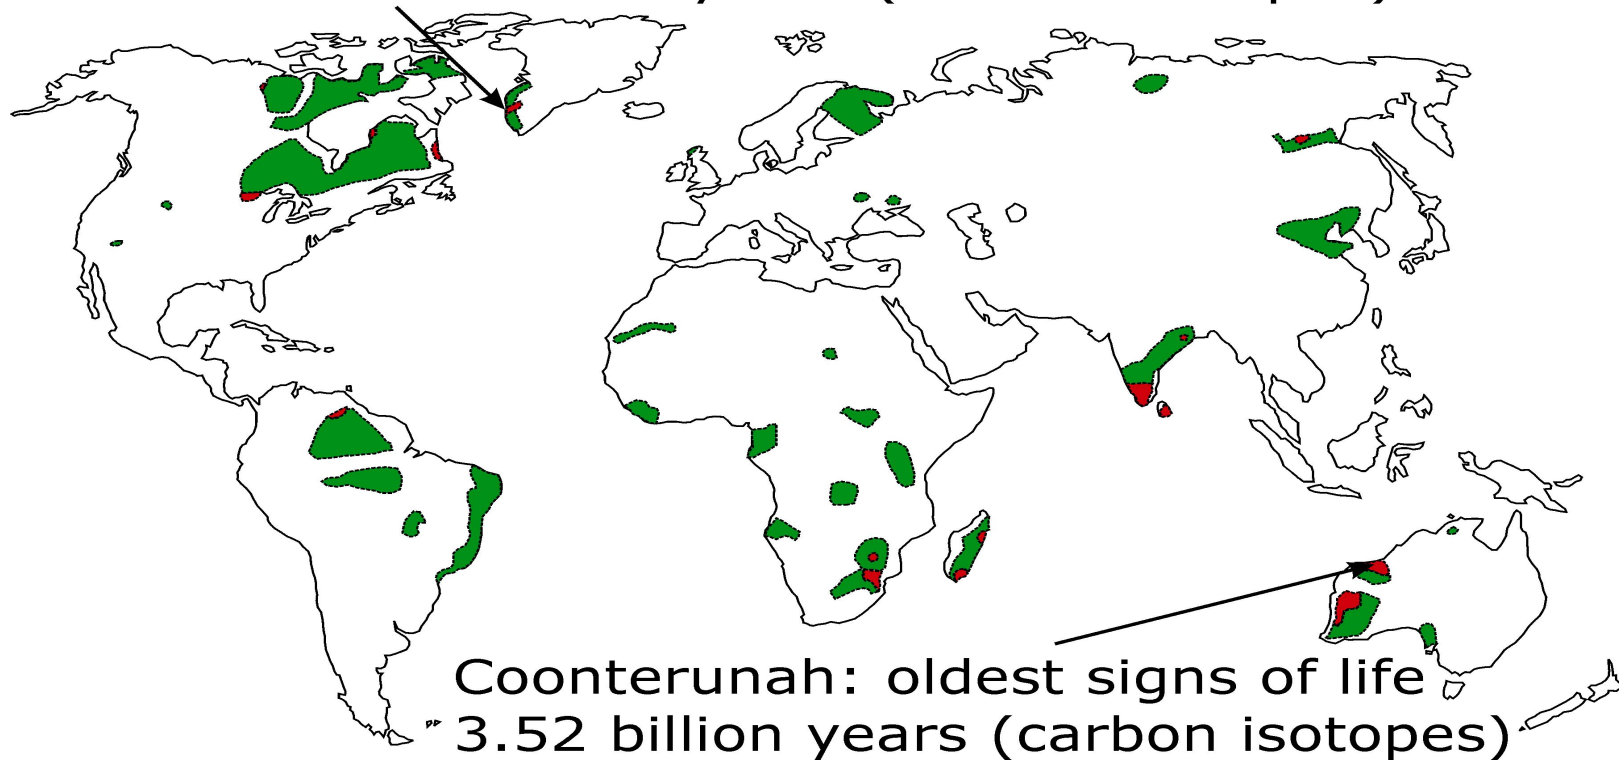 Coonterunah: oldest signs of life
3.52 billion years (carbon isotopes)